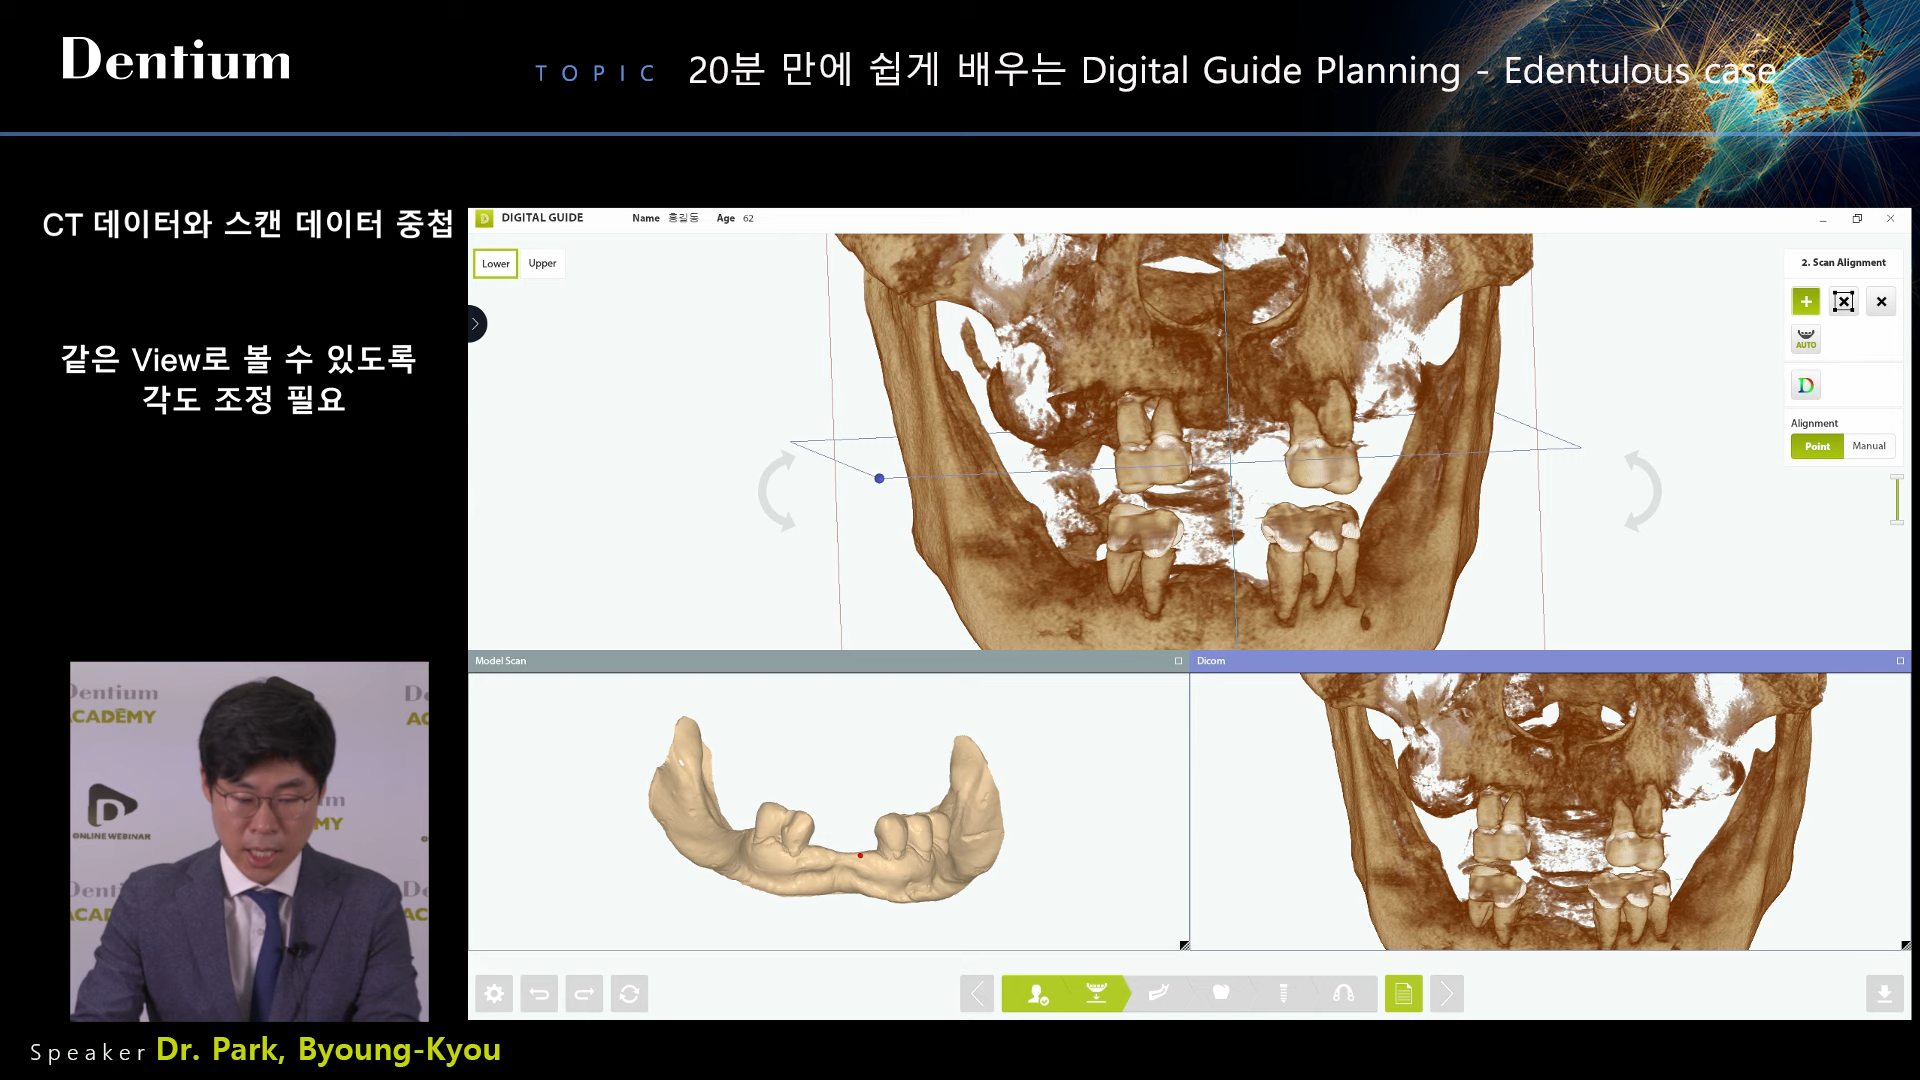 Dentium
TOPIC 20분 만에 쉽게 배우는 Digital Guide Planning - Edentulous case
CT 데이터와 스캔 데이터 중첩
같은 View로 볼 수 있도록
각도 조정 필요
D DIGITAL GUIDE Name 홍길동 Age 62
Lower Upper
2. Scan Alignment
AUTO
D
Alignment
Point Manual
Model Scan
Dicom
Dentium
ACADEMY
ONLINE WEBINAR
Speaker Dr. Park, Byoung-Kyou